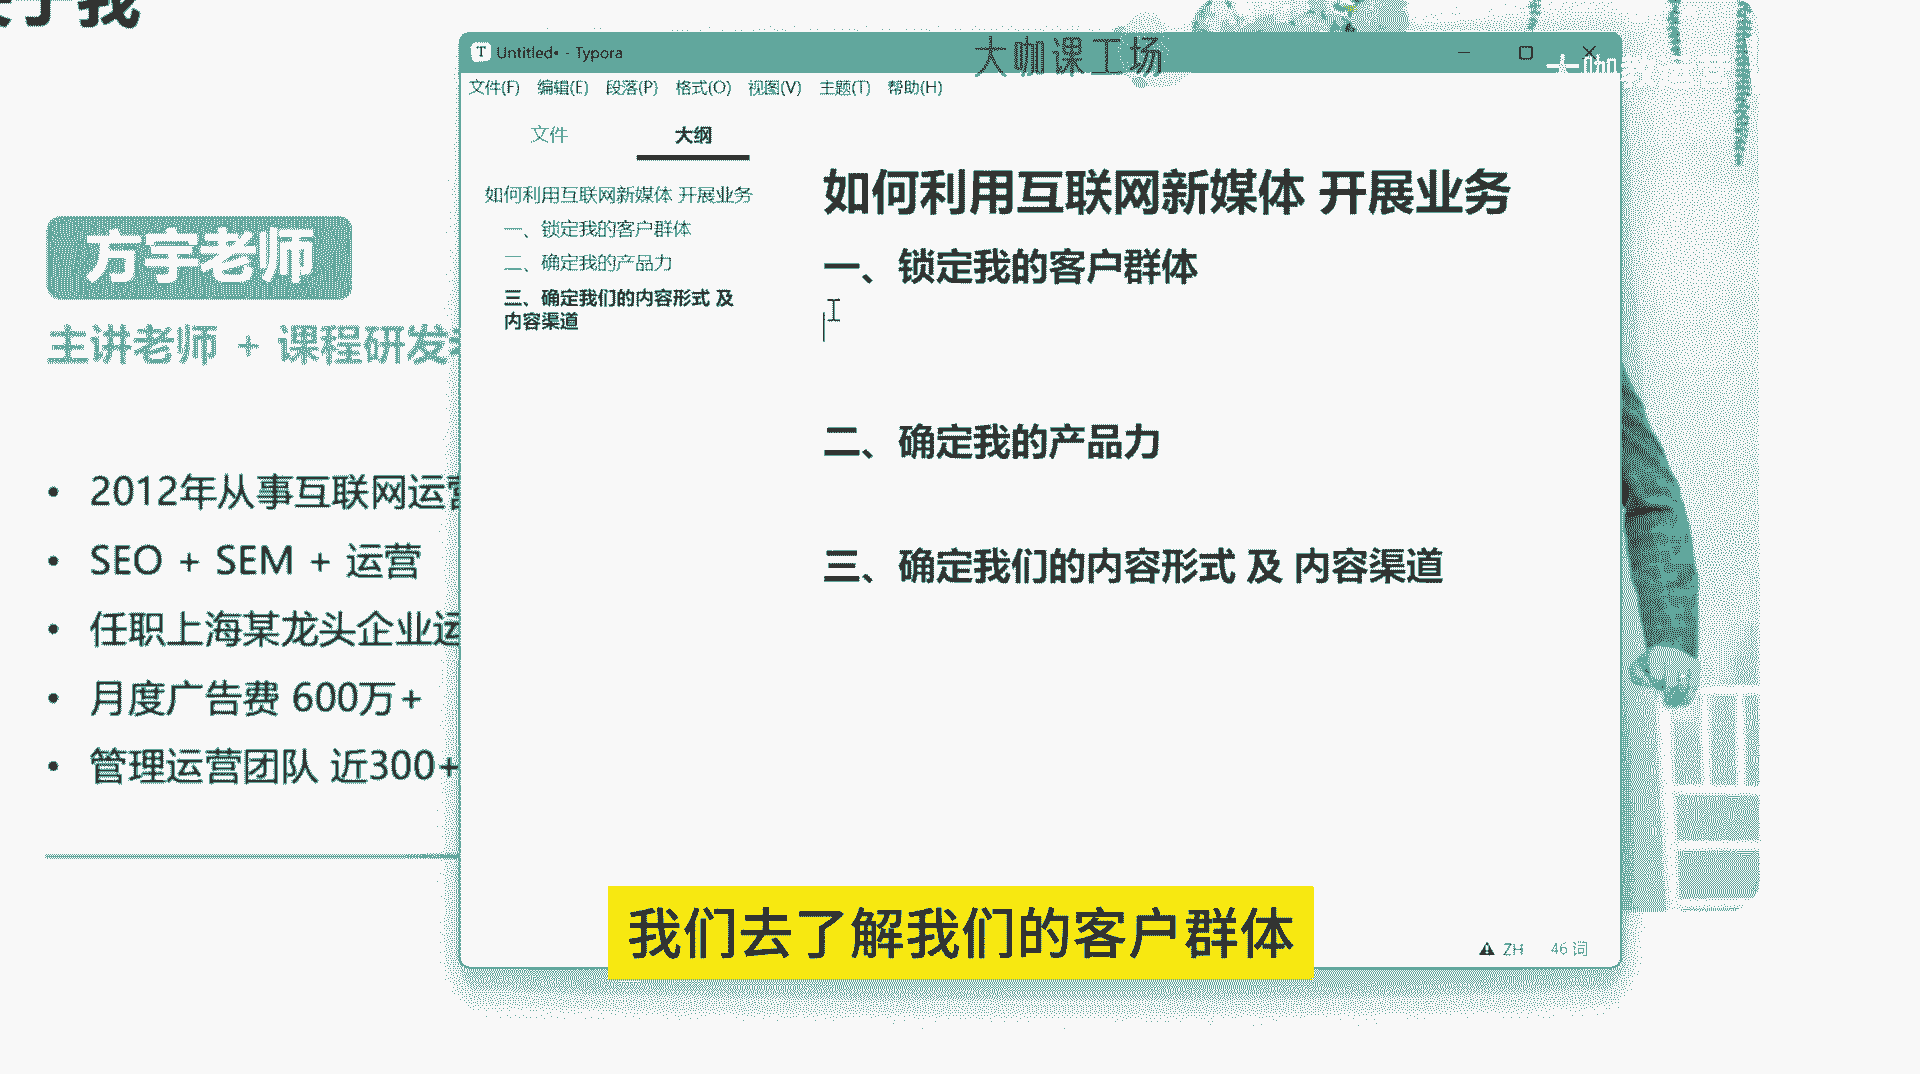 于我
方宇老师
主讲老师 + 课程研发
2012年从事互联网运营
SEO + SEM + 运营
任职上海某龙头企业运
月度广告费 600万+
管理运营团队 近300+
Untitled• - Typora
大咖课工场
大咖
文件(F) 编辑(E) 段落(P) 格式(O) 视图(V) 主题(T) 帮助(H)
文件 大纲
如何利用互联网新媒体 开展业务
一、锁定我的客户群体
二、确定我的产品力
三、确定我们的内容形式 及
内容渠道
如何利用互联网新媒体 开展业务
一、锁定我的客户群体
二、确定我的产品力
三、确定我们的内容形式 及 内容渠道
ZH 46 词
我们去了解我们的客户群体